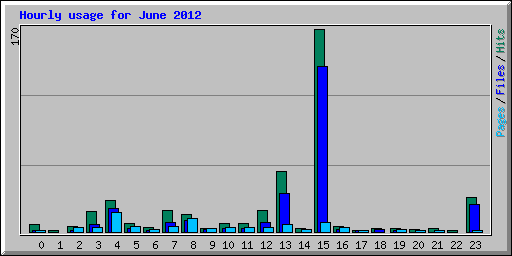 Hourly usage for June 2012
170
Pages / Files / Hits
0 1 2 3 4 5 6 7 8 9 10 11 12 13 14 15 16 17 18 19 20 21 22 23